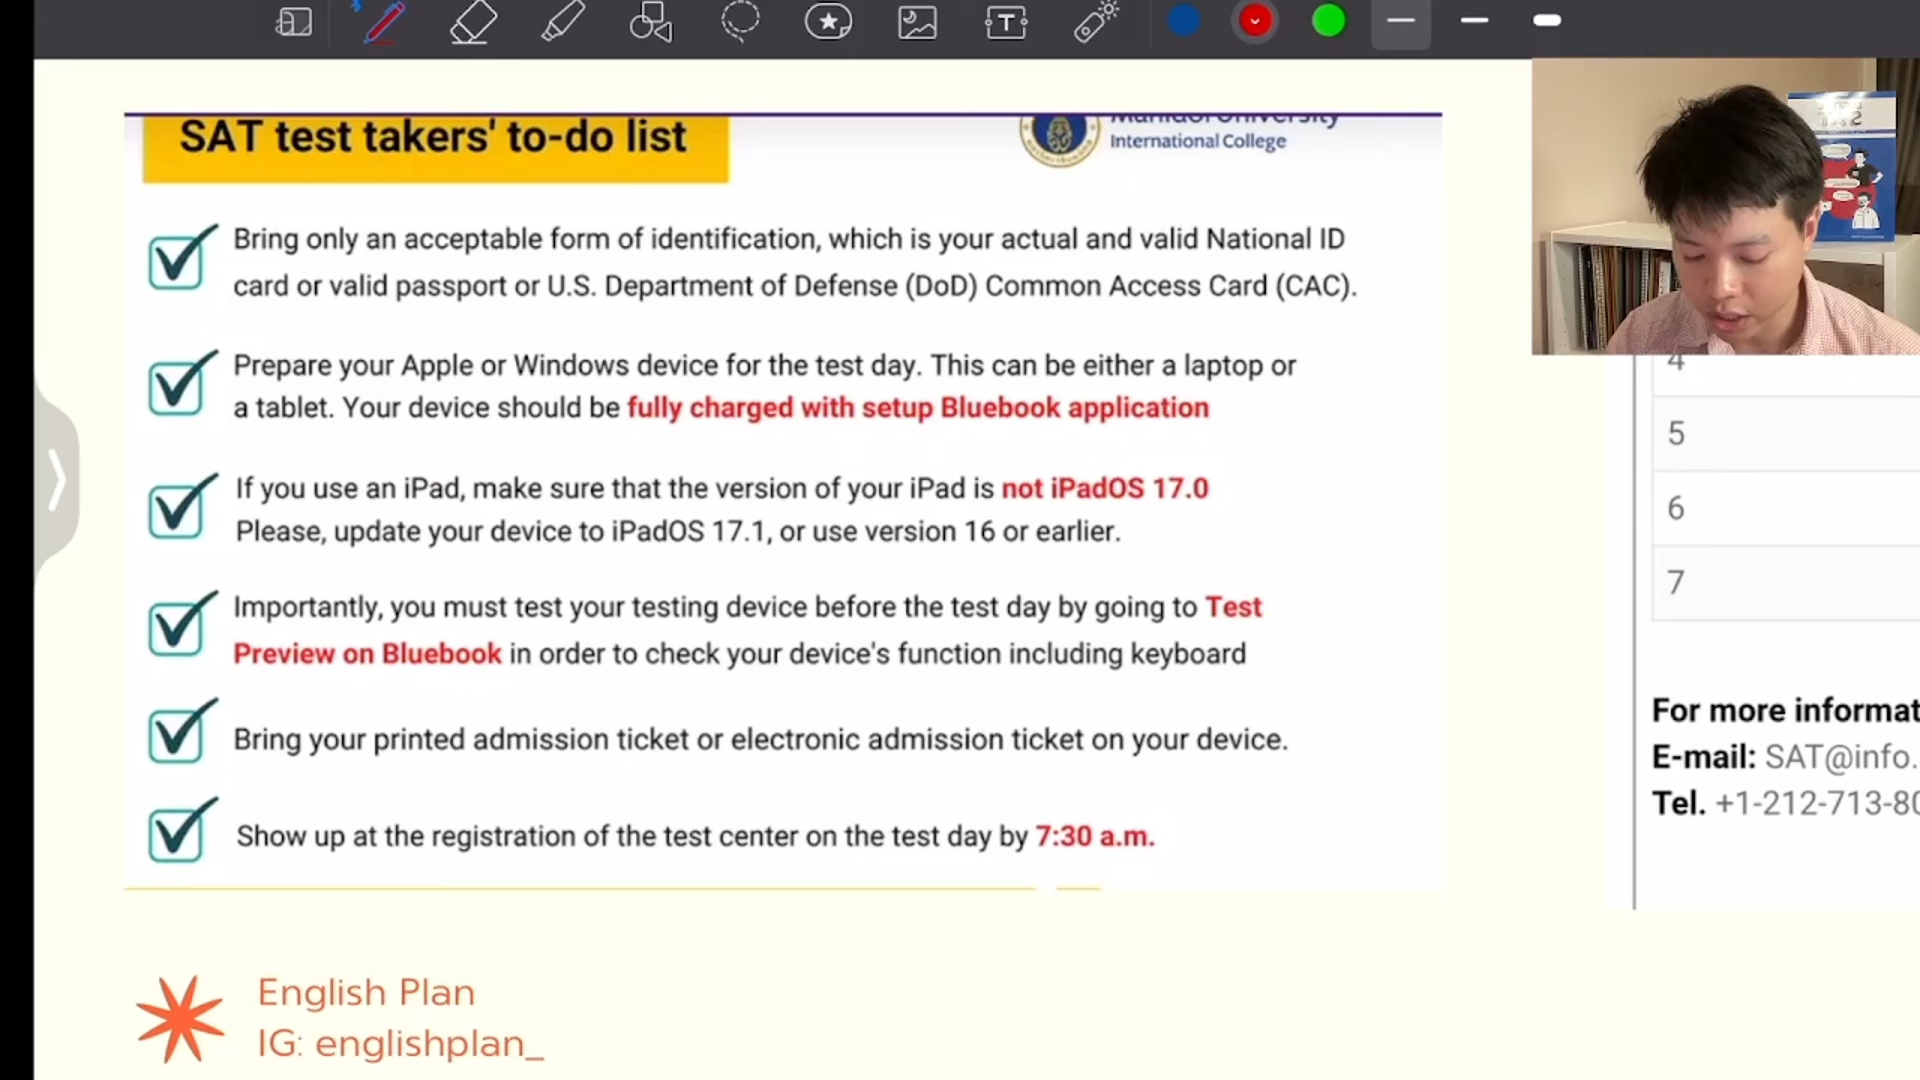 SAT test takers' to-do list
Mahidol University
International College
Bring only an acceptable form of identification, which is your actual and valid National ID
card or valid passport or U.S. Department of Defense (DoD) Common Access Card (CAC).
Prepare your Apple or Windows device for the test day. This can be either a laptop or
a tablet. Your device should be fully charged with setup Bluebook application
If you use an iPad, make sure that the version of your iPad is not iPadOS 17.0
Please, update your device to iPadOS 17.1, or use version 16 or earlier.
Importantly, you must test your testing device before the test day by going to Test
Preview on Bluebook in order to check your device's function including keyboard
Bring your printed admission ticket or electronic admission ticket on your device.
Show up at the registration of the test center on the test day by 7:30 a.m.
4
5
6
7
For more informat
E-mail: SAT@info.
Tel. +1-212-713-80
English Plan
IG: englishplan_